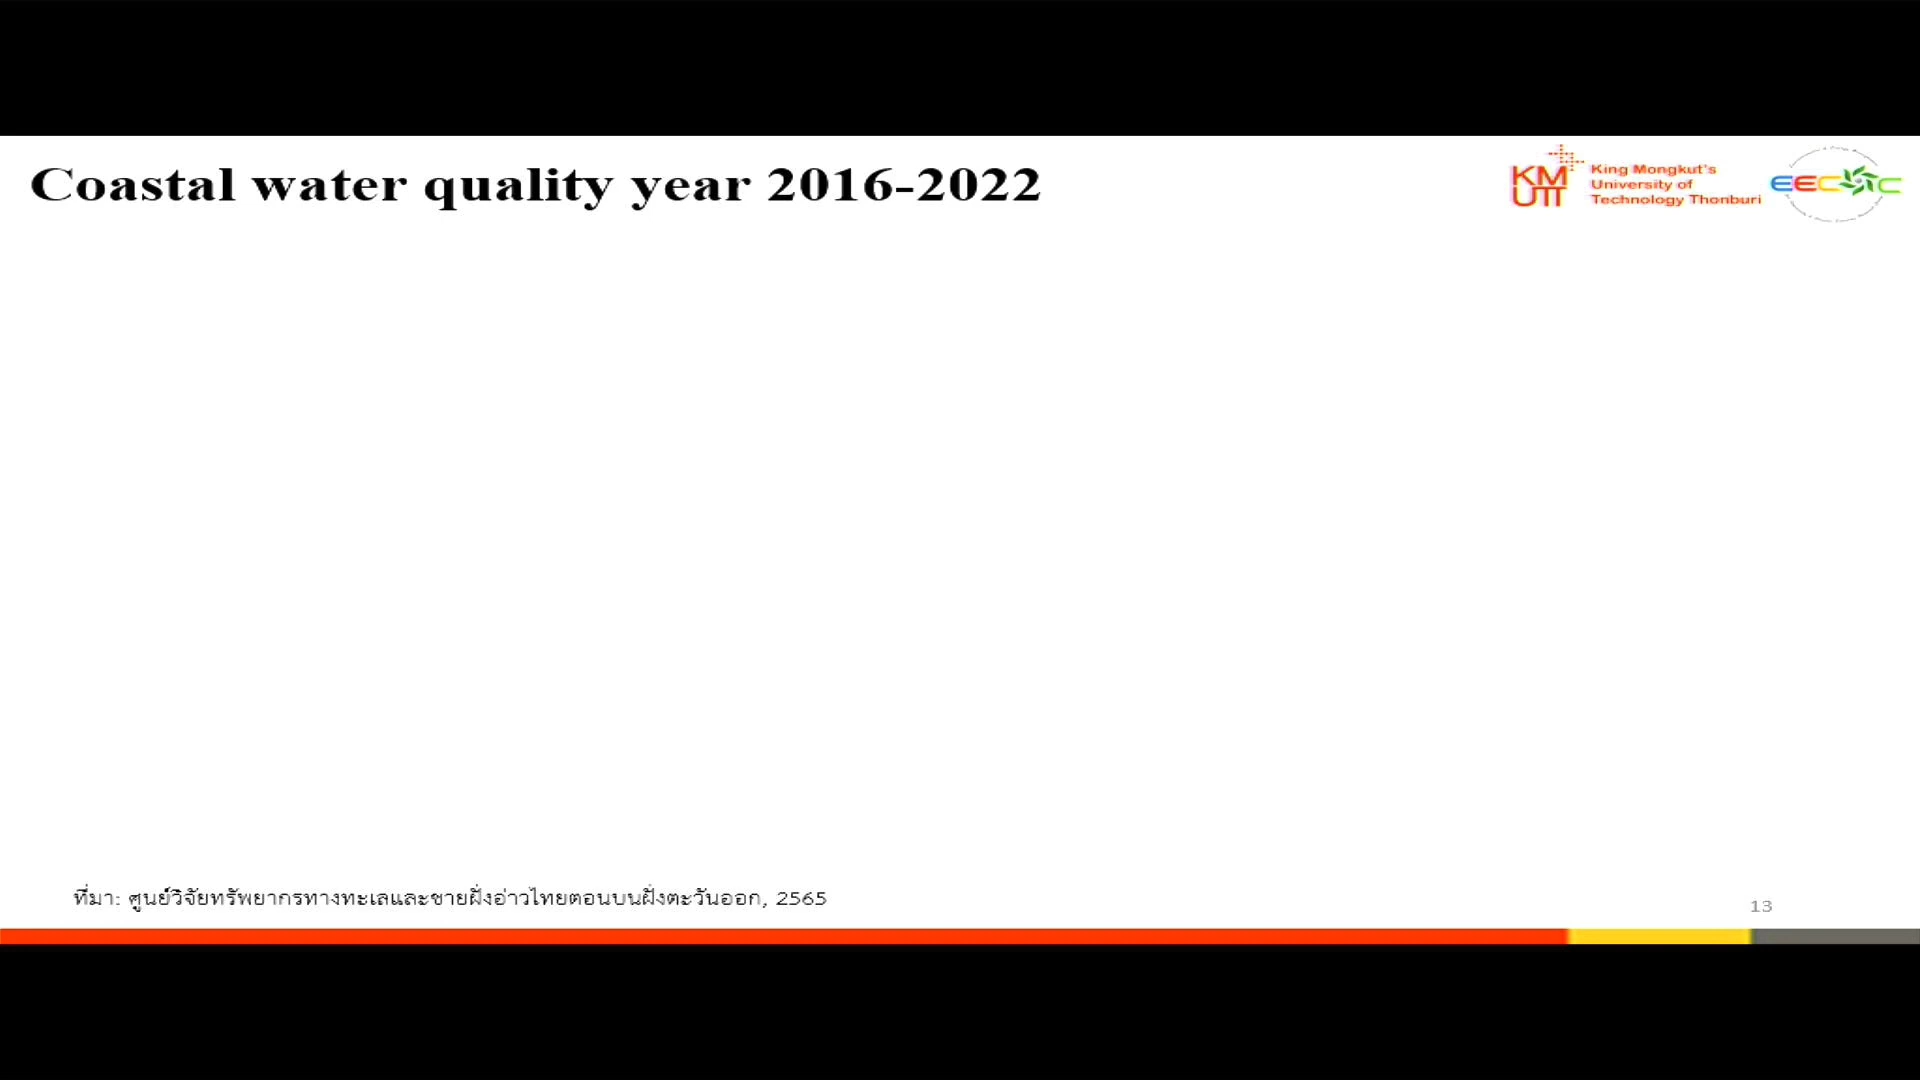 Coastal water quality year 2016-2022
KM
UTT
King Mongkut's
University of
Technology Thonburi
ที่มา: ศูนย์วิจัยทรัพยากรทางทะเลและชายฝั่งอ่าวไทยตอนบนฝั่งตะวันออก, 2565
13